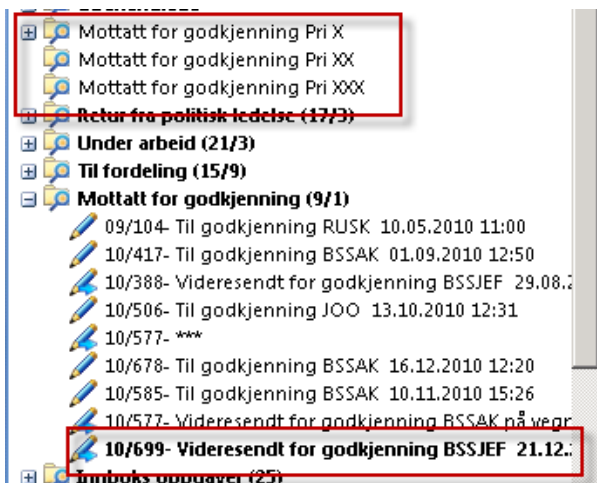 Mottatt for godkjenning Pri X
Mottatt for godkjenning Pri XX
Mottatt for godkjenning Pri XXX
Retur fra politisk ledelse (17/3)
Under arbeid (21/3)
Til fordeling (15/9)
Mottatt for godkjenning (9/1)
09/104- Til godkjenning RUSK 10.05.2010 11:00
10/417- Til godkjenning BSSAK 01.09.2010 12:50
10/388- Videresendt for godkjenning BSSJEF 29.08.2
10/506- Til godkjenning JOO 13.10.2010 12:31
10/577- ***
10/678- Til godkjenning BSSAK 16.12.2010 12:20
10/585- Til godkjenning BSSAK 10.11.2010 15:26
10/577- Videresendt for godkjenning BSSAK på vegn
10/699- Videresendt for godkjenning BSSJEF 21.12.2
Innboks oppgaver (25)